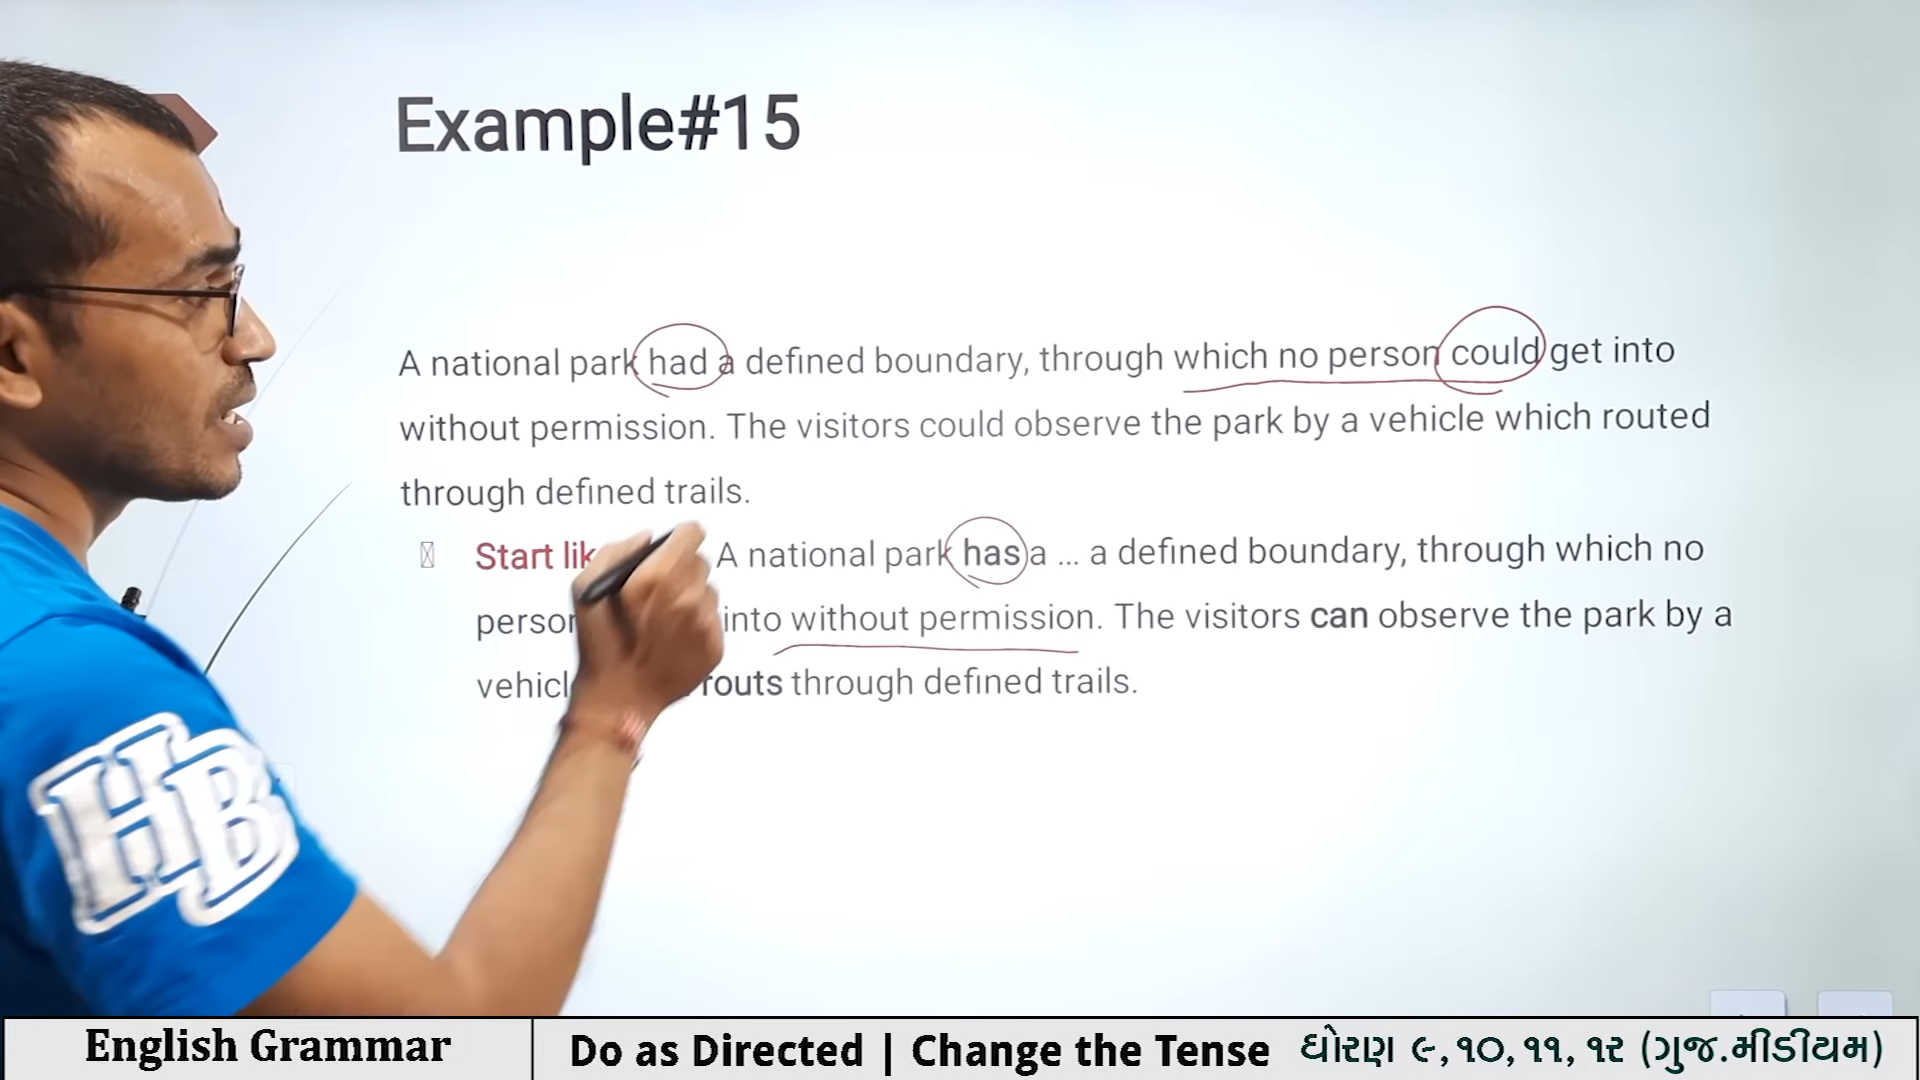 Example#15
A national park had a defined boundary, through which no person could get into
without permission. The visitors could observe the park by a vehicle which routed
through defined trails.
Start A national park has a ... a defined boundary, through which no
into without permission. The visitors can observe the park by a
routs through defined trails.
HB
English Grammar
Do as Directed | Change the Tense ધોરણ ૯, ૧૦, ૧૧, ૧૨ (ગુજ.મીડીયમ)